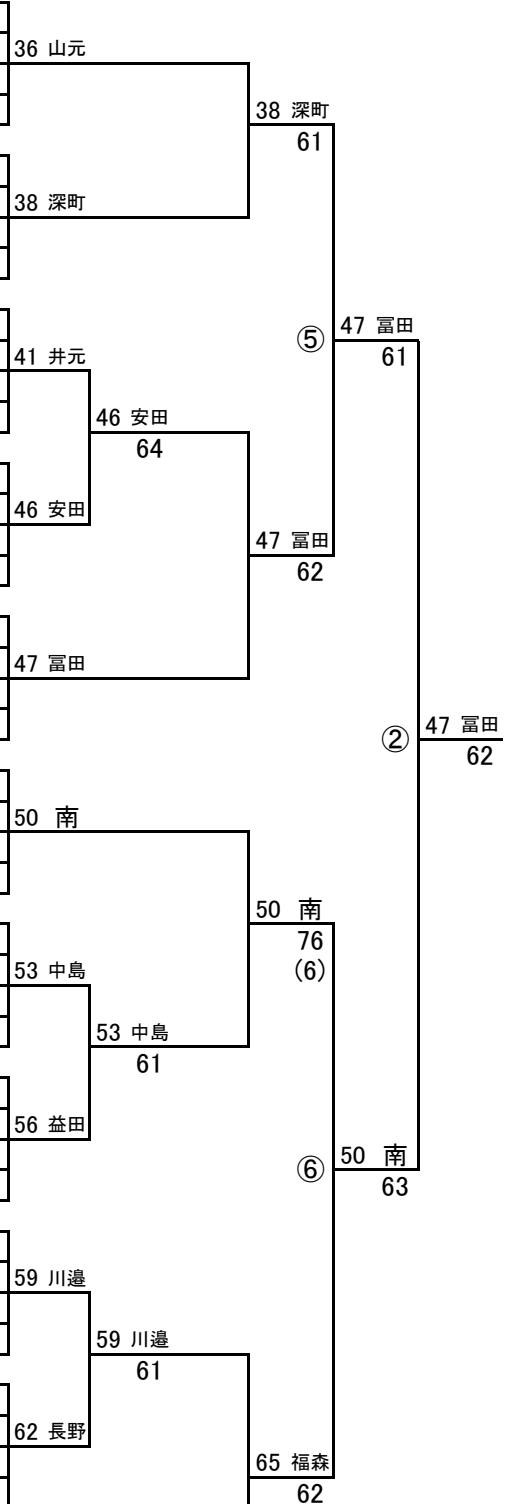 36 山元
38 深町
61
38 深町
⑤
47 冨田
61
41 井元
46 安田
64
46 安田
47 冨田
62
47 冨田
②
47 冨田
62
50 南
50 南
76
(6)
53 中島
53 中島
61
56 益田
⑥
50 南
63
59 川邉
59 川邉
61
62 長野
65 福森
62